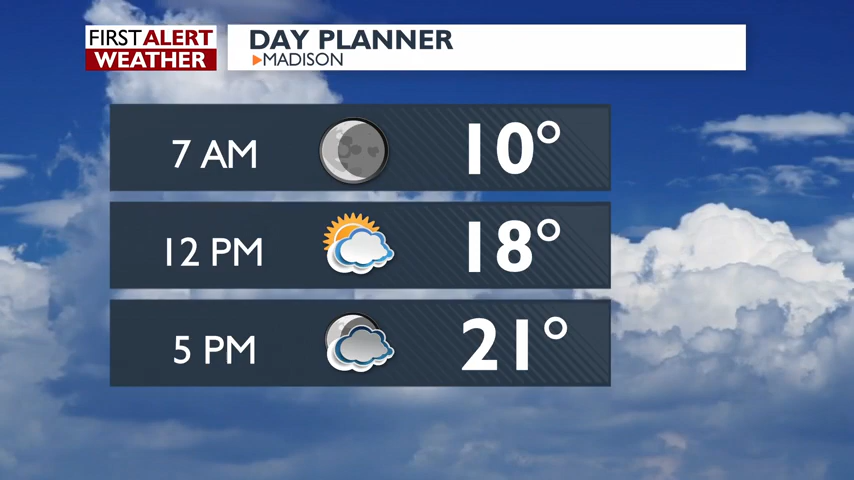 FIRST ALERT
WEATHER
DAY PLANNER
MADISON
7 AM
10°
12 PM
18°
5 PM
21°